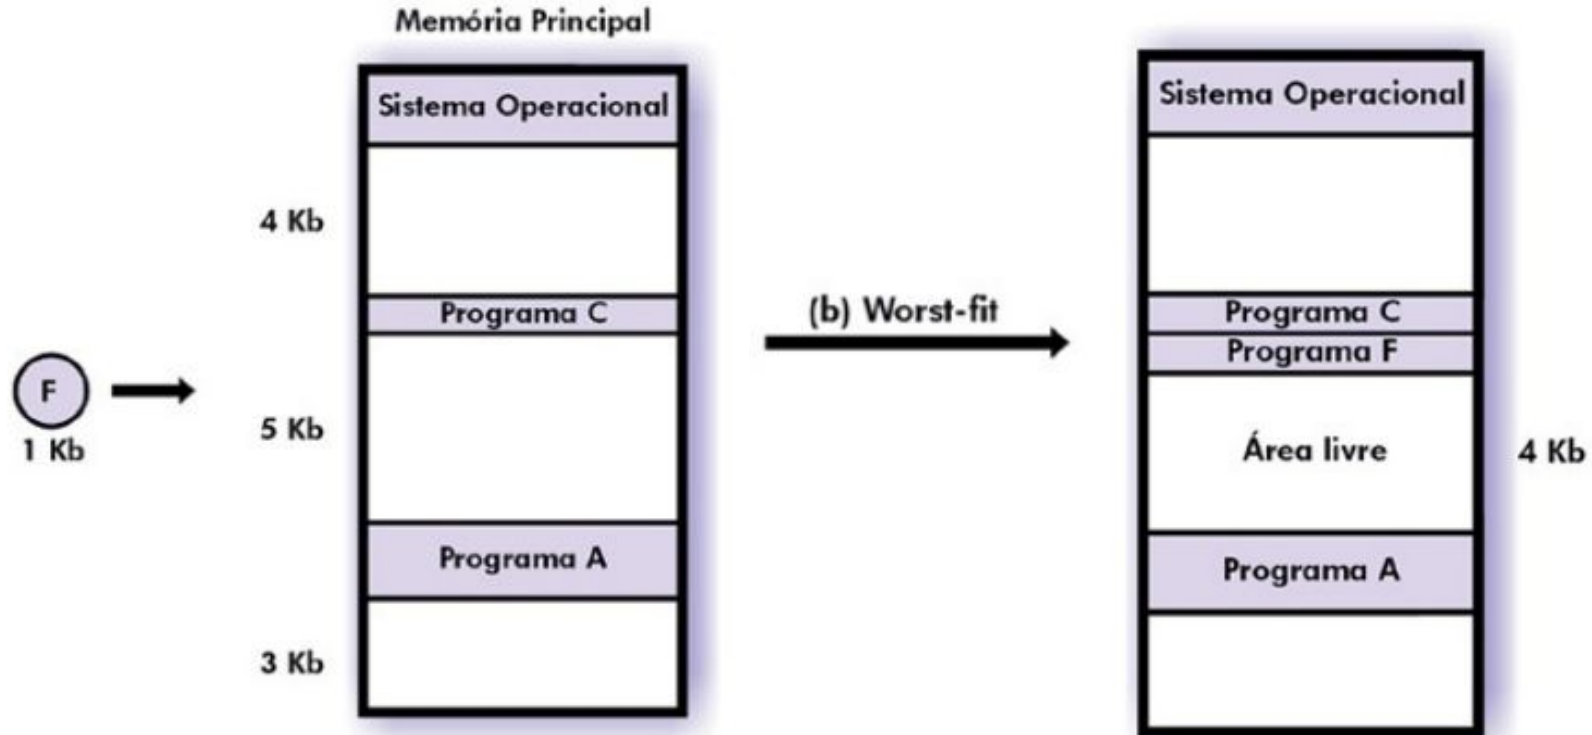 Memória Principal
Sistema Operacional
4 Kb
Programa C
F
1 Kb
5 Kb
Programa A
3 Kb
(b) Worst-fit
Sistema Operacional
Programa C
Programa F
Área livre
4 Kb
Programa A